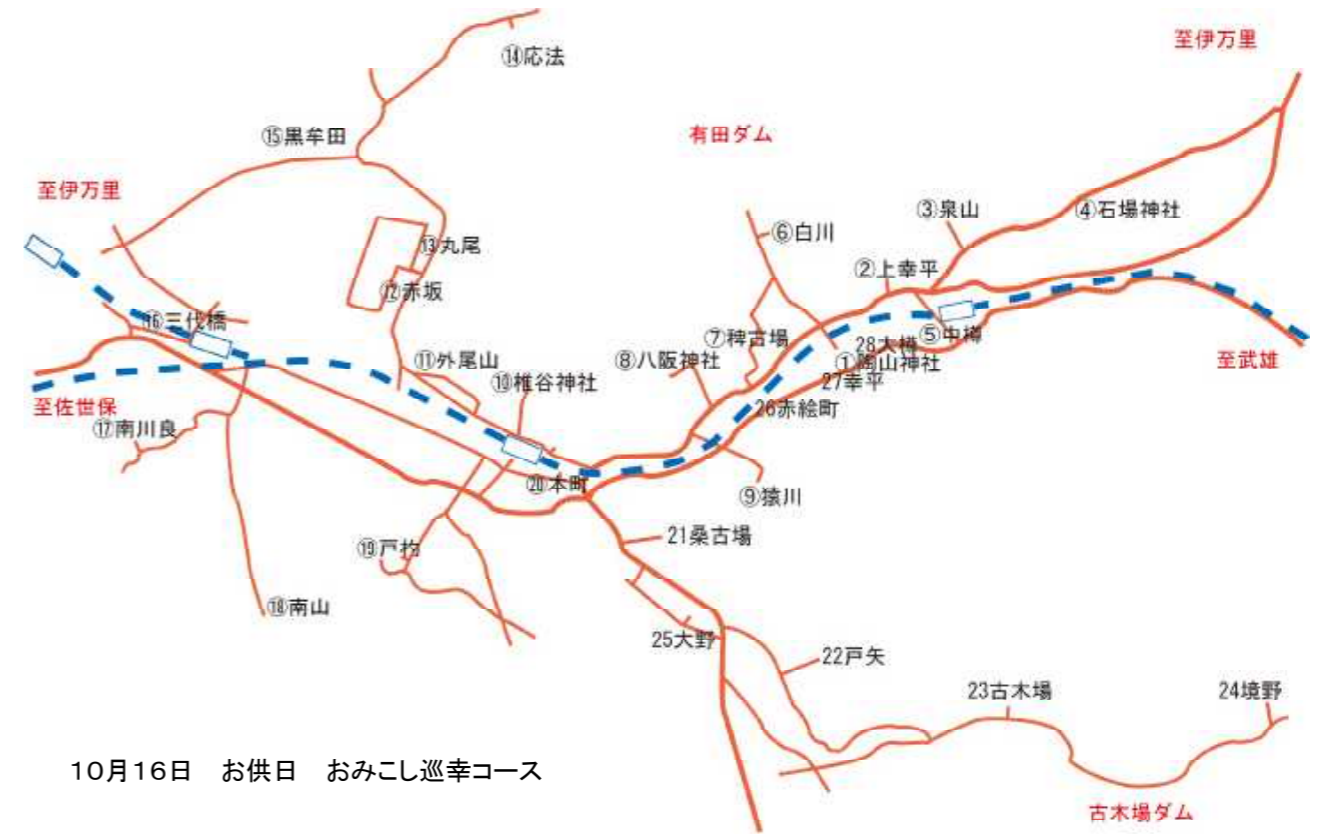 至伊万里
⑭応法
⑮黒牟田
有田ダム
至伊万里
③泉山
④石場神社
⑥白川
⑬丸尾
②上幸平
⑫赤坂
⑯三代橋
⑦稗古場
⑤中樽
28大樽
⑧八阪神社
⑪外尾山
①陶山神社
至武雄
⑩椎谷神社
27幸平
至佐世保
26赤絵町
⑰南川良
⑳本町
⑨猿川
21桑古場
⑲戸杓
⑱南山
25大野
22戸矢
23古木場
24境野
10月16日 お供日 おみこし巡幸コース
古木場ダム